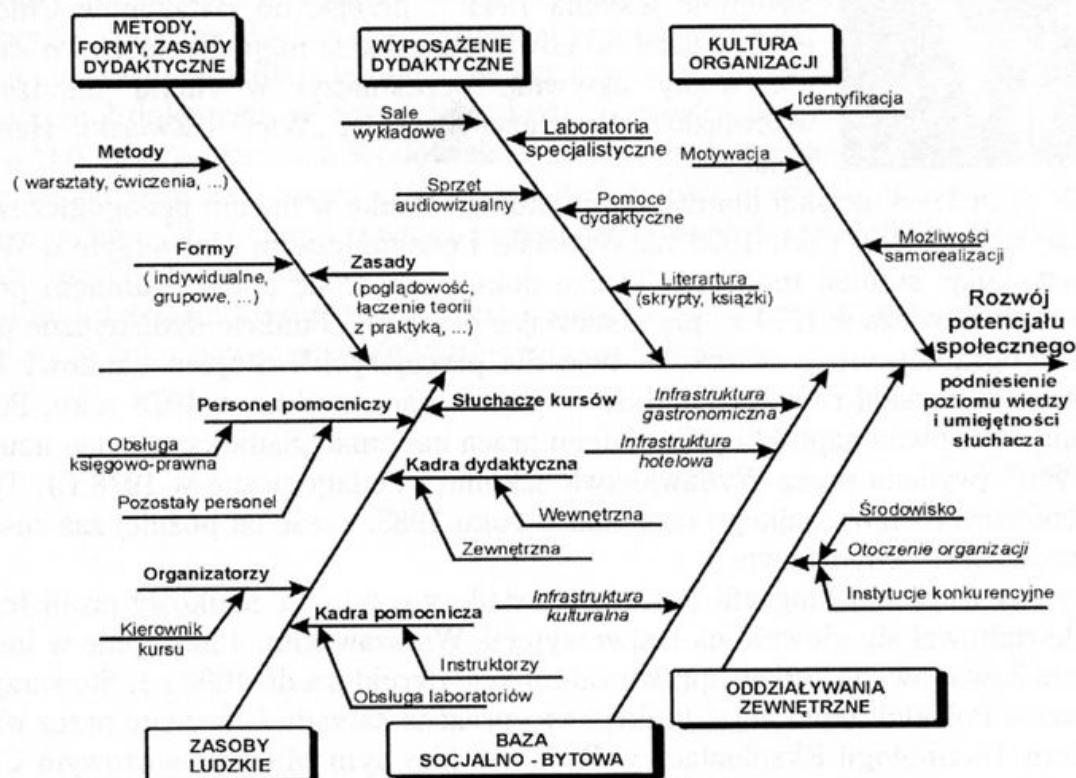 METODY,
FORMY, ZASADY
DYDAKTYCZNE
WYPOSAŻENIE
DYDAKTYCZNE
KULTURA
ORGANIZACJI
Sale
wykładowe
Laboratoria
specjalistyczne
Identyfikacja
Metody
( warsztaty, ćwiczenia, ...)
Motywacja
Sprzęt
audiowizualny
Pomoc
dydaktyczne
Formy
( indywidualne,
grupowe, ...)
Zasady
(poglądowość,
łączenie teorii
z praktyką, ...)
Literartura
(skrypty, książki)
Możliwości
samorealizacji
Rozwój
potencjału
społecznego
podniesienie
poziomu wiedzy
i umiejętności
słuchacza
Personel pomocniczy
Słuchacze kursów
Infrastruktura
gastronomiczna
Obsługa
księgowo-prawna
Infrastruktura
hotelowa
Kadra dydaktyczna
Pozostały personel
Wewnętrzna
Zewnętrzna
Środowisko
Otoczenie organizacji
Instytucje konkurencyjne
Organizatorzy
Kierownik
kursu
Kadra pomocnicza
Infrastruktura
kulturalna
Instruktorzy
Obsługa laboratoriów
ZASOBY
LUDZKIE
BAZA
SOCJALNO - BYTOWA
ODDZIAŁYWANIA
ZEWNĘTRZNE